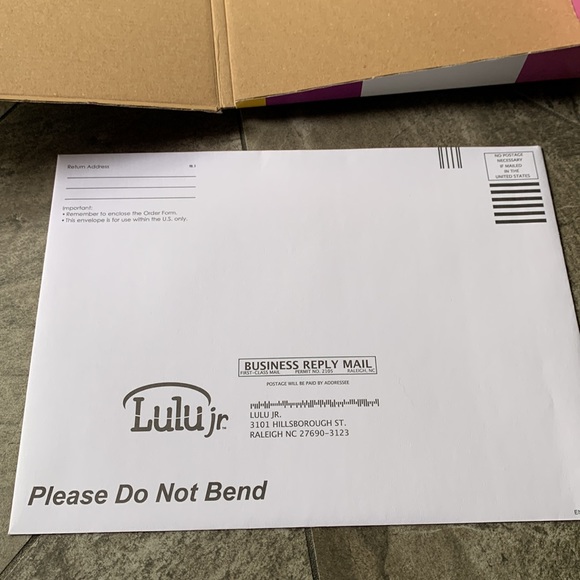 Return Address
NO POSTAGE
NECESSARY
IF MAILED
IN THE
UNITED STATES
Important:
• Remember to enclose the Order Form.
• This envelope is for use within the U.S. only.
BUSINESS REPLY MAIL
FIRST-CLASS MAIL PERMIT NO. 2105 RALEIGH, NC
POSTAGE WILL BE PAID BY ADDRESSEE
Lulu jr.
LULU JR.
3101 HILLSBOROUGH ST.
RALEIGH NC 27690-3123
Please Do Not Bend